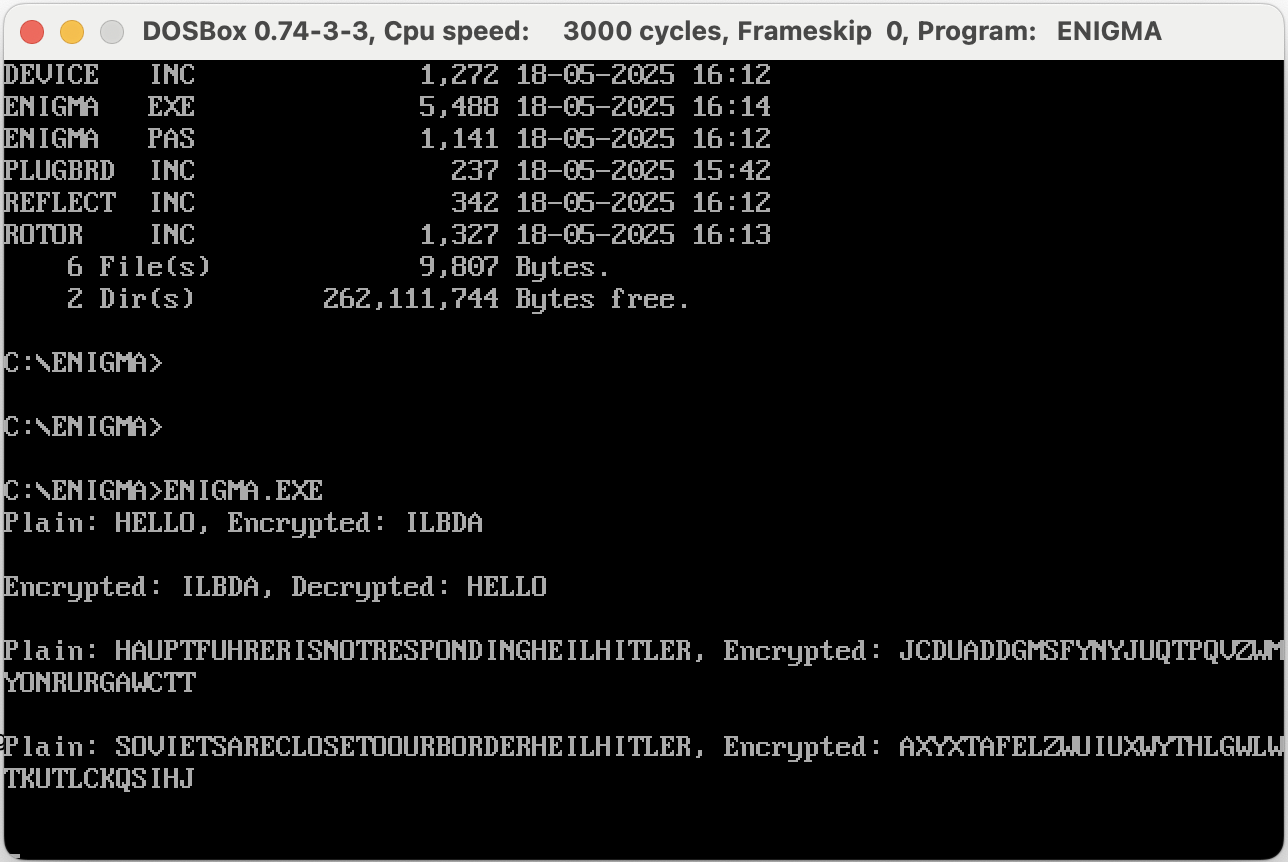 DOSBox 0.74-3-3, Cpu speed: 3000 cycles, Frameskip 0, Program: ENIGMA
DEVICE INC 1,272 18-05-2025 16:12
ENIGMA EXE 5,488 18-05-2025 16:14
ENIGMA PAS 1,141 18-05-2025 16:12
PLUGBRD INC 237 18-05-2025 15:42
REFLECT INC 342 18-05-2025 16:12
ROTOR INC 1,327 18-05-2025 16:13
6 File(s) 9,807 Bytes.
2 Dir(s) 262,111,744 Bytes free.
C:\ENIGMA>
C:\ENIGMA>
C:\ENIGMA>ENIGMA.EXE
Plain: HELLO, Encrypted: ILBDA
Encrypted: ILBDA, Decrypted: HELLO
Plain: HAUPTFUHRERISNOTRESPONDINGHEILHITLER, Encrypted: JCDUADDGMSFYNYJUQTPQVZWM
YONRURGAWCTT
Plain: SOVIETSARECLOSETOOURBORDERHEILHITLER, Encrypted: AXYXTAFELZWUIUXWYTHLGWLW
TKUTLCKQSIHJ